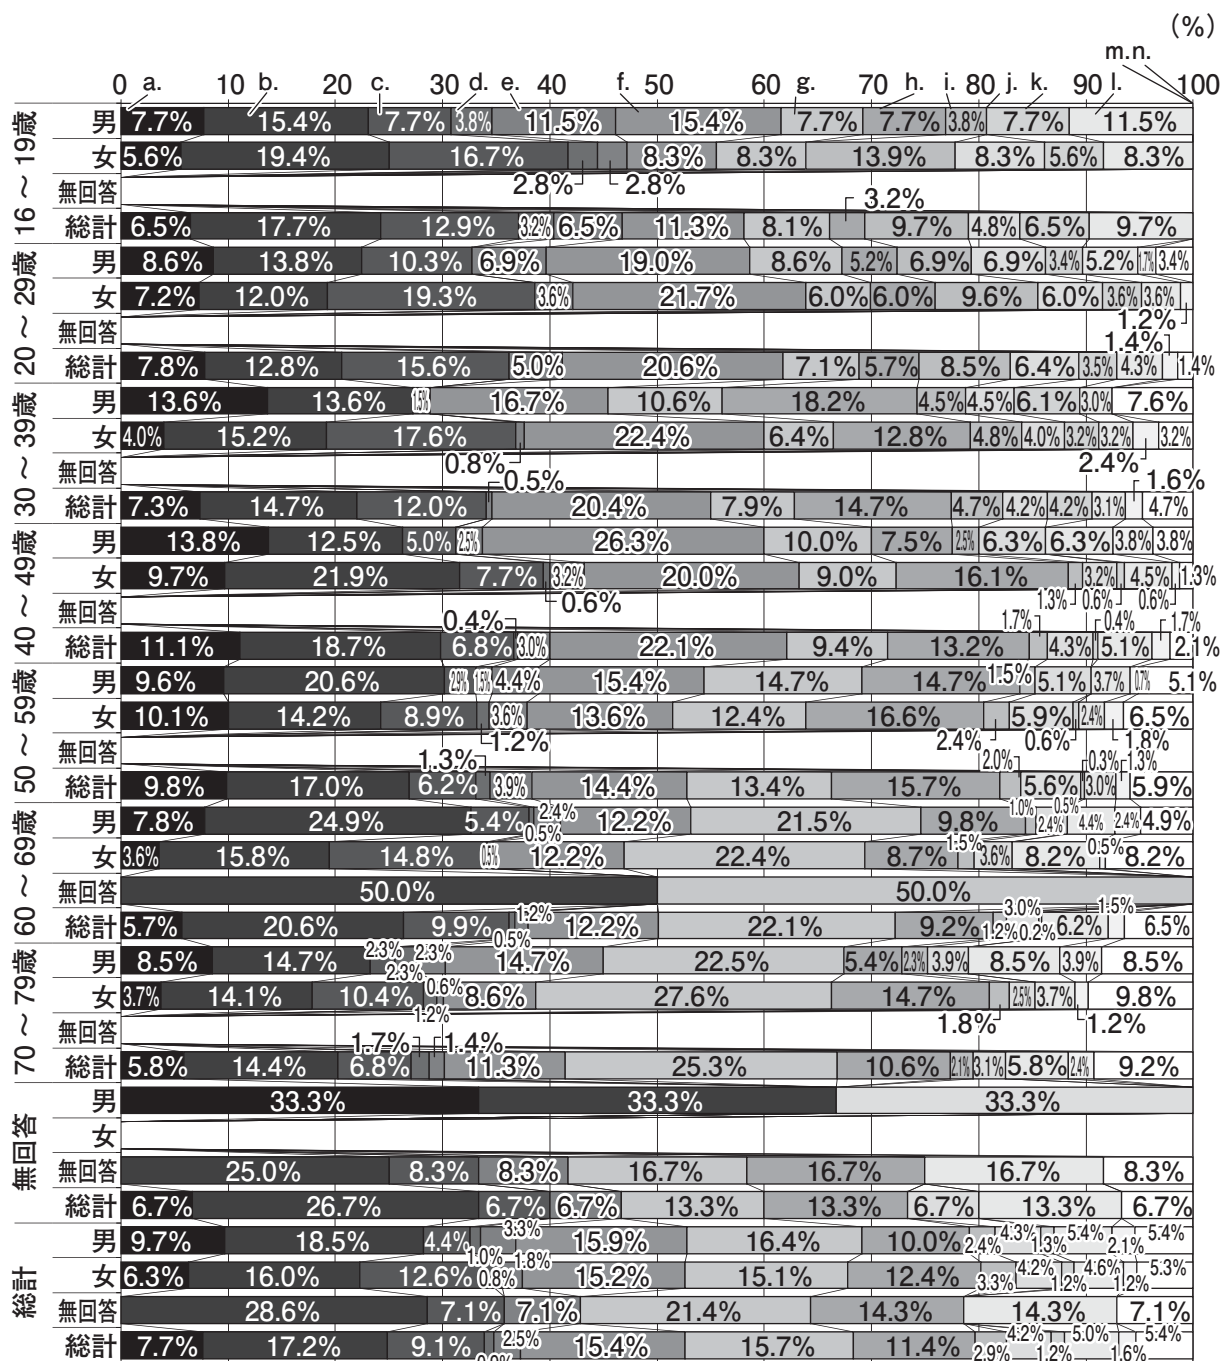 (%)
m.n.
0 10 20 30 40 50 60 70 80 90 100
a. b. c. d. e. f. g. h. i. j. k. l.
16～19歳
男 7.7% 15.4% 7.7% 3.8% 11.5% 15.4% 7.7% 7.7% 3.8% 7.7% 11.5%
女 5.6% 19.4% 16.7% 8.3% 8.3% 13.9% 8.3% 5.6% 8.3%
2.8% 2.8%
無回答
3.2%
総計 6.5% 17.7% 12.9% 3.2% 6.5% 11.3% 8.1% 9.7% 4.8% 6.5% 9.7%
20～29歳
男 8.6% 13.8% 10.3% 6.9% 19.0% 8.6% 5.2% 6.9% 6.9% 3.4% 5.2% 1.7% 3.4%
女 7.2% 12.0% 19.3% 3.6% 21.7% 6.0% 6.0% 9.6% 6.0% 3.6% 3.6%
1.2%
無回答
1.4%
総計 7.8% 12.8% 15.6% 5.0% 20.6% 7.1% 5.7% 8.5% 6.4% 3.5% 4.3% 1.4%
30～39歳
男 13.6% 13.6% 1.5% 16.7% 10.6% 18.2% 4.5% 4.5% 6.1% 3.0% 7.6%
女 4.0% 15.2% 17.6% 22.4% 6.4% 12.8% 4.8% 4.0% 3.2% 3.2% 3.2%
0.8% 2.4%
無回答
0.5% 1.6%
総計 7.3% 14.7% 12.0% 20.4% 7.9% 14.7% 4.7% 4.2% 4.2% 3.1% 4.7%
40～49歳
男 13.8% 12.5% 5.0% 2.5% 26.3% 10.0% 7.5% 2.5% 6.3% 6.3% 3.8% 3.8%
女 9.7% 21.9% 7.7% 3.2% 20.0% 9.0% 16.1% 3.2% 4.5% 1.3%
0.6% 1.3% 0.6% 0.6%
無回答
0.4% 1.7% 0.4% 1.7%
総計 11.1% 18.7% 6.8% 3.0% 22.1% 9.4% 13.2% 4.3% 5.1% 2.1%
50～59歳
男 9.6% 20.6% 2.9% 1.5% 4.4% 15.4% 14.7% 14.7% 1.5% 5.1% 3.7% 0.7% 5.1%
女 10.1% 14.2% 8.9% 3.6% 13.6% 12.4% 16.6% 5.9% 2.4% 6.5%
1.2% 2.4% 0.6% 1.8%
無回答
1.3% 2.0% 0.3% 1.3%
総計 9.8% 17.0% 6.2% 3.9% 14.4% 13.4% 15.7% 5.6% 3.0% 5.9%
60～69歳
男 7.8% 24.9% 5.4% 0.5% 2.4% 12.2% 21.5% 9.8% 1.0% 2.4% 0.5% 4.4% 2.4% 4.9%
女 3.6% 15.8% 14.8% 0.5% 12.2% 22.4% 8.7% 1.5% 3.6% 8.2% 0.5% 8.2%
無回答 50.0% 50.0%
総計 5.7% 20.6% 9.9% 0.5% 1.2% 12.2% 22.1% 9.2% 1.2% 3.0% 0.2% 6.2% 1.5% 6.5%
70～79歳
男 8.5% 14.7% 2.3% 2.3% 2.3% 14.7% 22.5% 5.4% 2.3% 3.9% 8.5% 3.9% 8.5%
女 3.7% 14.1% 10.4% 1.2% 0.6% 8.6% 27.6% 14.7% 2.5% 3.7% 9.8%
1.8% 1.2%
無回答
1.7% 1.4%
総計 5.8% 14.4% 6.8% 11.3% 25.3% 10.6% 2.1% 3.1% 5.8% 2.4% 9.2%
無回答
男 33.3% 33.3% 33.3%
女
無回答 25.0% 8.3% 8.3% 16.7% 16.7% 16.7% 8.3%
総計 6.7% 26.7% 6.7% 6.7% 13.3% 13.3% 6.7% 13.3% 6.7%
総計
男 9.7% 18.5% 4.4% 1.0% 3.3% 1.8% 15.9% 16.4% 10.0% 2.4% 4.3% 1.3% 5.4% 2.1% 5.4%
女 6.3% 16.0% 12.6% 0.8% 15.2% 15.1% 12.4% 3.3% 4.2% 1.2% 4.6% 1.2% 5.3%
無回答 28.6% 7.1% 7.1% 21.4% 14.3% 14.3% 7.1%
総計 7.7% 17.2% 9.1% 2.5% 15.4% 15.7% 11.4% 2.9% 4.2% 1.2% 5.0% 1.6% 5.4%